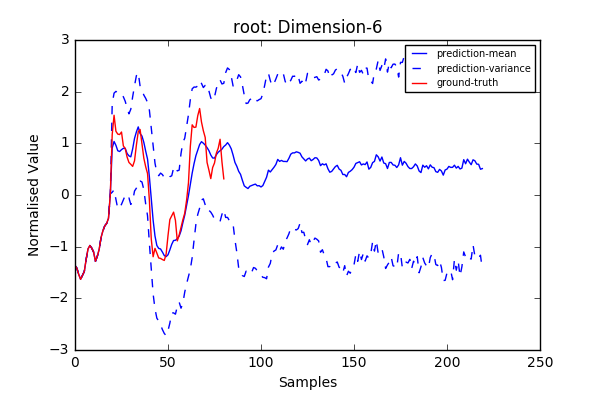 root: Dimension-6
prediction-mean
prediction-variance
ground-truth
Normalised Value
3
2
1
0
−1
−2
−3
0 50 100 150 200 250
Samples